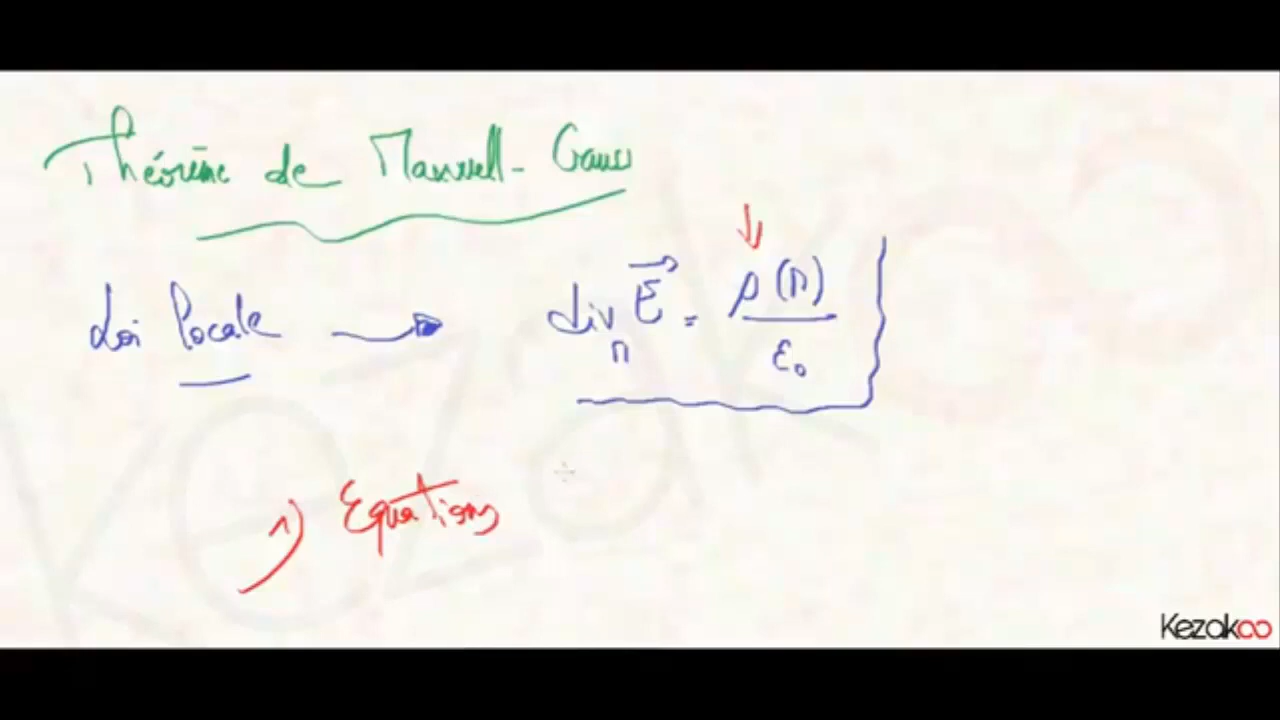 Théorème de Maxwell-Gauss
Loi locale → div_M E⃗ = ρ(M) / ε₀
1) Equations
Kezakoo